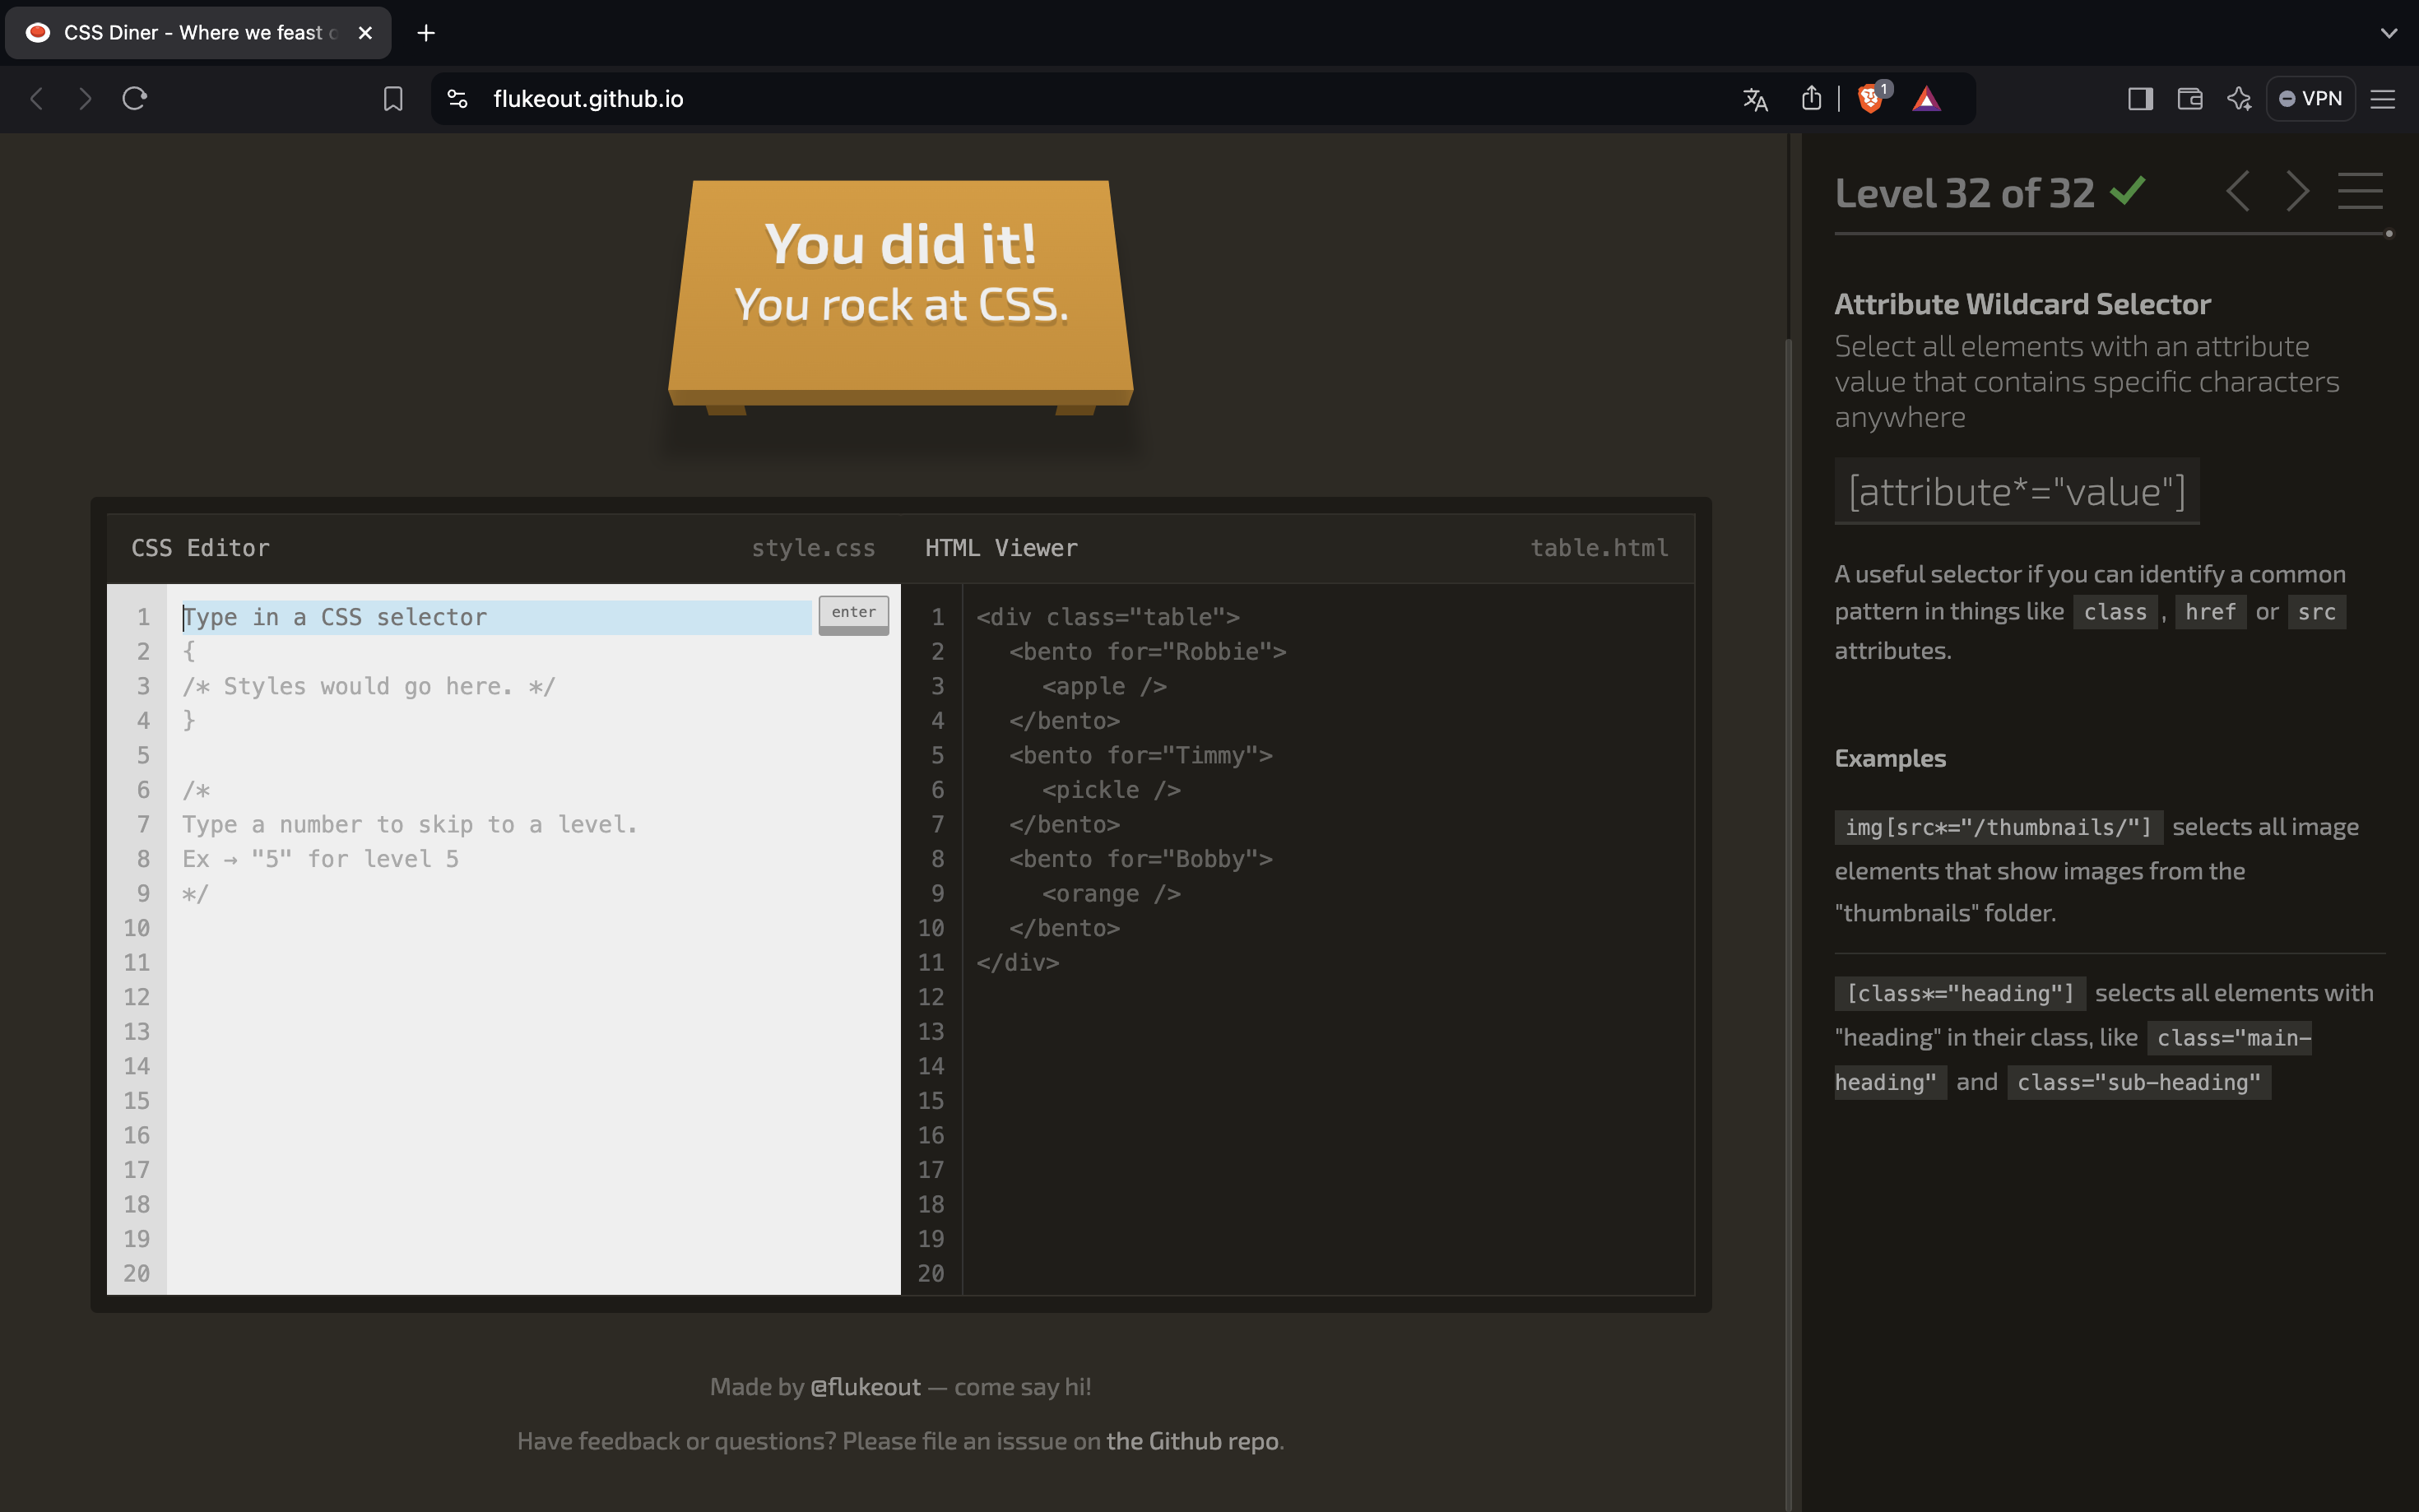 CSS Diner - Where we feast
flukeout.github.io
1
VPN
You did it!
You rock at CSS.
CSS Editor
style.css
HTML Viewer
table.html
1 Type in a CSS selector
enter
2 {
3 /* Styles would go here. */
4 }
5
6 /*
7 Type a number to skip to a level.
8 Ex → "5" for level 5
9 */
10
11
12
13
14
15
16
17
18
19
20
1 <div class="table">
2 <bento for="Robbie">
3 <apple />
4 </bento>
5 <bento for="Timmy">
6 <pickle />
7 </bento>
8 <bento for="Bobby">
9 <orange />
10 </bento>
11 </div>
12
13
14
15
16
17
18
19
20
Made by @flukeout — come say hi!
Have feedback or questions? Please file an isssue on the Github repo.
Level 32 of 32
Attribute Wildcard Selector
Select all elements with an attribute
value that contains specific characters
anywhere
[attribute*="value"]
A useful selector if you can identify a common
pattern in things like class, href or src
attributes.
Examples
img[src*="/thumbnails/"] selects all image
elements that show images from the
"thumbnails" folder.
[class*="heading"] selects all elements with
"heading" in their class, like class="main-
heading" and class="sub-heading"